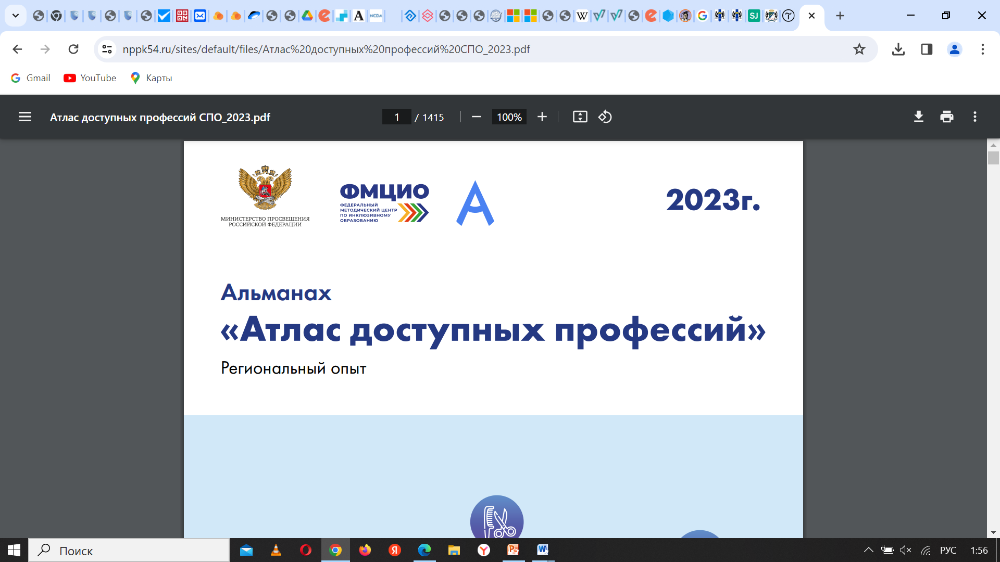 INCDA
W
SJ
nppk54.ru/sites/default/files/Атлас%20доступных%20профессий%20СПО_2023.pdf
Gmail
YouTube
Карты
Атлас доступных профессий СПО_2023.pdf
1 / 1415
100%
МИНИСТЕРСТВО ПРОСВЕЩЕНИЯ
РОССИЙСКОЙ ФЕДЕРАЦИИ
ФМЦИО
ФЕДЕРАЛЬНЫЙ
МЕТОДИЧЕСКИЙ ЦЕНТР
ПО ИНКЛЮЗИВНОМУ
ОБРАЗОВАНИЮ
2023г.
Альманах
«Атлас доступных профессий»
Региональный опыт
Поиск
РУС
1:56